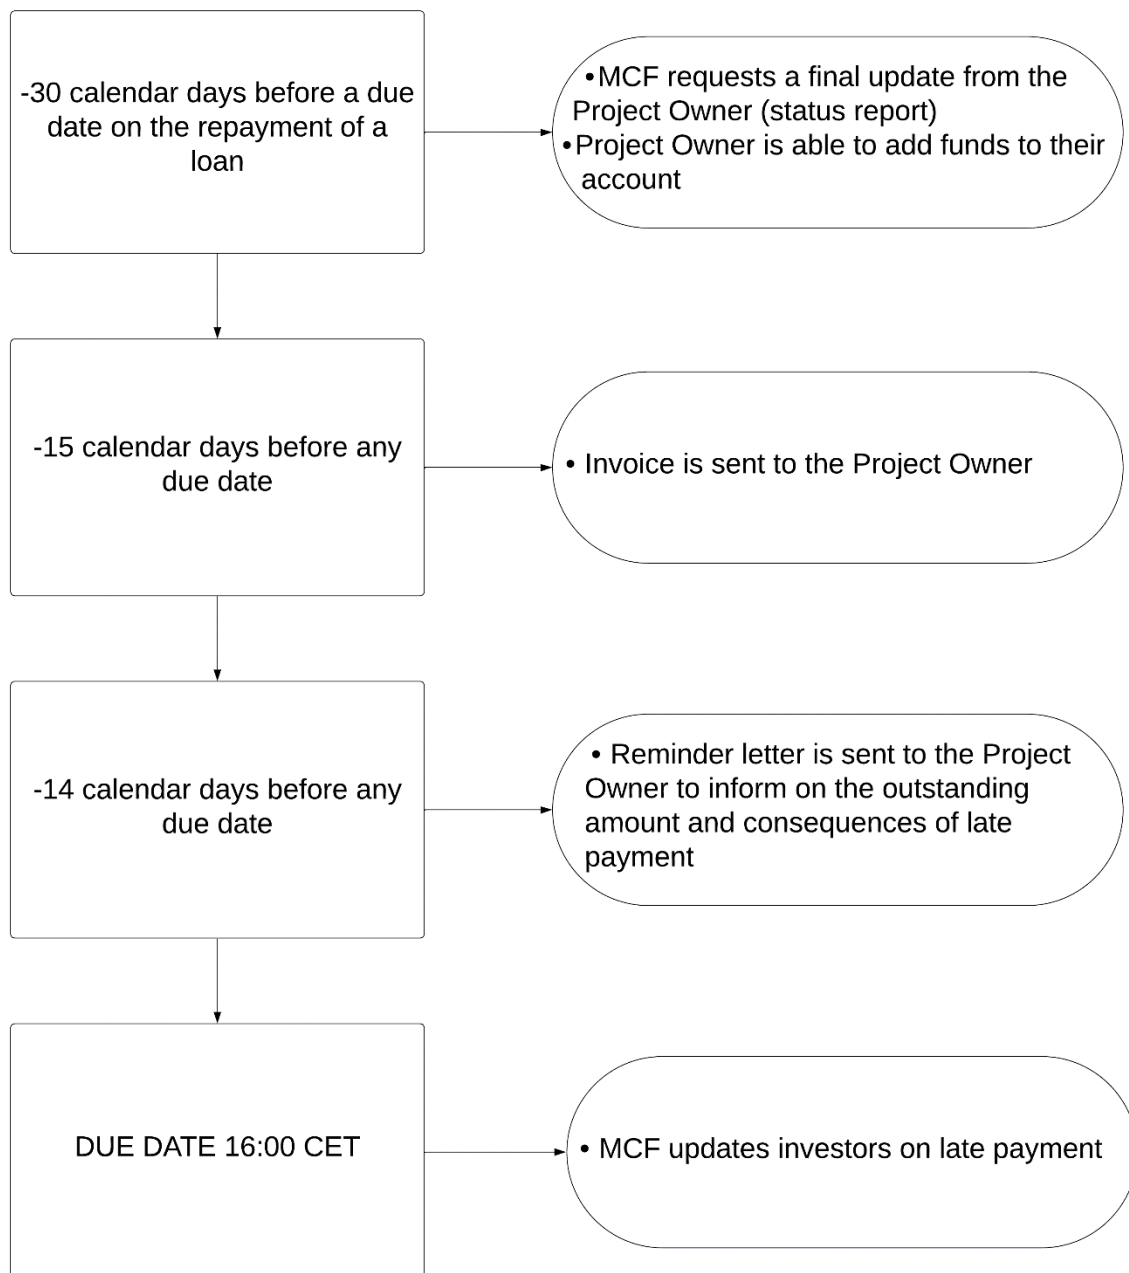 -30 calendar days before a due
date on the repayment of a
loan
•MCF requests a final update from the
Project Owner (status report)
•Project Owner is able to add funds to their
account
-15 calendar days before any
due date
• Invoice is sent to the Project Owner
-14 calendar days before any
due date
• Reminder letter is sent to the Project
Owner to inform on the outstanding
amount and consequences of late
payment
DUE DATE 16:00 CET
• MCF updates investors on late payment